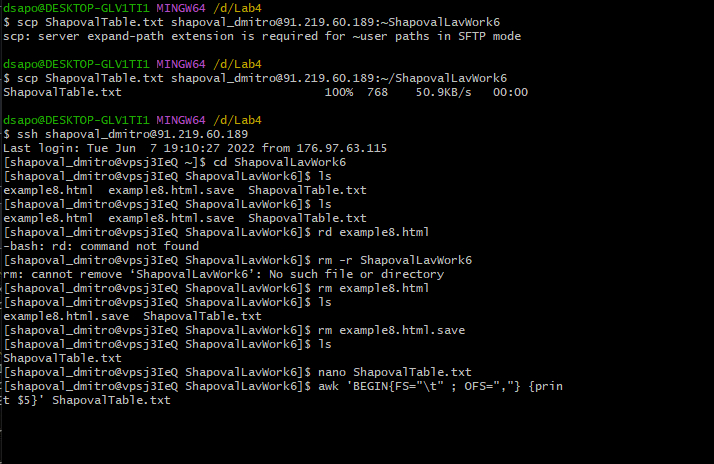 dsapo@DESKTOP-GLV1TI1 MINGW64 /d/Lab4
$ scp ShapovalTable.txt shapoval_dmitro@91.219.60.189:~ShapovalLavWork6
scp: server expand-path extension is required for ~user paths in SFTP mode
dsapo@DESKTOP-GLV1TI1 MINGW64 /d/Lab4
$ scp ShapovalTable.txt shapoval_dmitro@91.219.60.189:~/ShapovalLavWork6
ShapovalTable.txt 100% 768 50.9KB/s 00:00
dsapo@DESKTOP-GLV1TI1 MINGW64 /d/Lab4
$ ssh shapoval_dmitro@91.219.60.189
Last login: Tue Jun  7 19:10:27 2022 from 176.97.63.115
[shapoval_dmitro@vpsj3IeQ ~]$ cd ShapovalLavWork6
[shapoval_dmitro@vpsj3IeQ ShapovalLavWork6]$ ls
example8.html  example8.html.save  ShapovalTable.txt
[shapoval_dmitro@vpsj3IeQ ShapovalLavWork6]$ ls
example8.html  example8.html.save  ShapovalTable.txt
[shapoval_dmitro@vpsj3IeQ ShapovalLavWork6]$ rd example8.html
-bash: rd: command not found
[shapoval_dmitro@vpsj3IeQ ShapovalLavWork6]$ rm -r ShapovalLavWork6
rm: cannot remove ‘ShapovalLavWork6’: No such file or directory
[shapoval_dmitro@vpsj3IeQ ShapovalLavWork6]$ rm example8.html
[shapoval_dmitro@vpsj3IeQ ShapovalLavWork6]$ ls
example8.html.save  ShapovalTable.txt
[shapoval_dmitro@vpsj3IeQ ShapovalLavWork6]$ rm example8.html.save
[shapoval_dmitro@vpsj3IeQ ShapovalLavWork6]$ ls
ShapovalTable.txt
[shapoval_dmitro@vpsj3IeQ ShapovalLavWork6]$ nano ShapovalTable.txt
[shapoval_dmitro@vpsj3IeQ ShapovalLavWork6]$ awk 'BEGIN{FS="\t" ; OFS=","} {prin
t $5}' ShapovalTable.txt